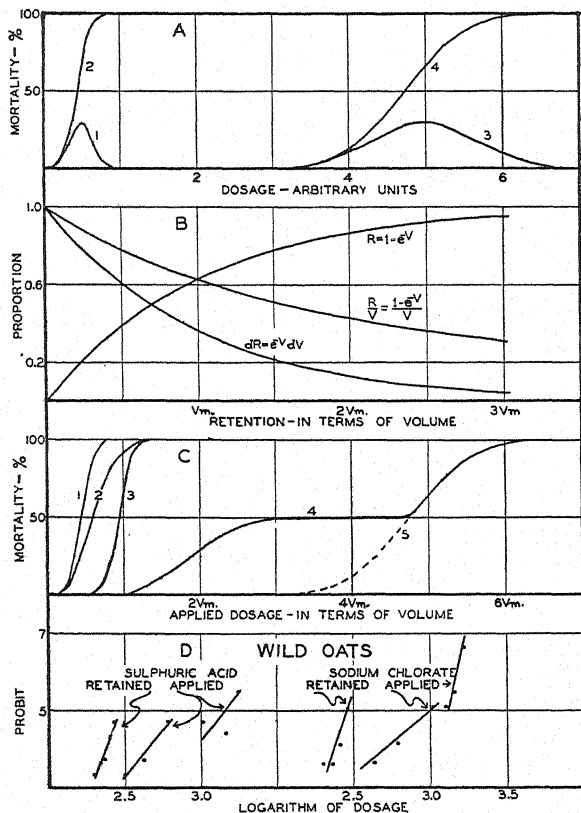 A
MORTALITY-%
100
50
1
2
3
4
2 4 6
DOSAGE-ARBITRARY UNITS
B
PROPORTION
1.0
0.6
0.2
R=1-e^-V
R/V=1-e^-V/V
dR=e^-V dV
Vm. 2Vm. 3Vm
RETENTION-IN TERMS OF VOLUME
C
MORTALITY-%
100
50
1 2 3
4
5
2Vm. 4Vm. 6Vm.
APPLIED DOSAGE-IN TERMS OF VOLUME
D WILD OATS
PROBIT
7
5
SULPHURIC ACID
RETAINED APPLIED
SODIUM CHLORATE
RETAINED APPLIED
2.5 3.0 2.5 3.0
LOGARITHM OF DOSAGE